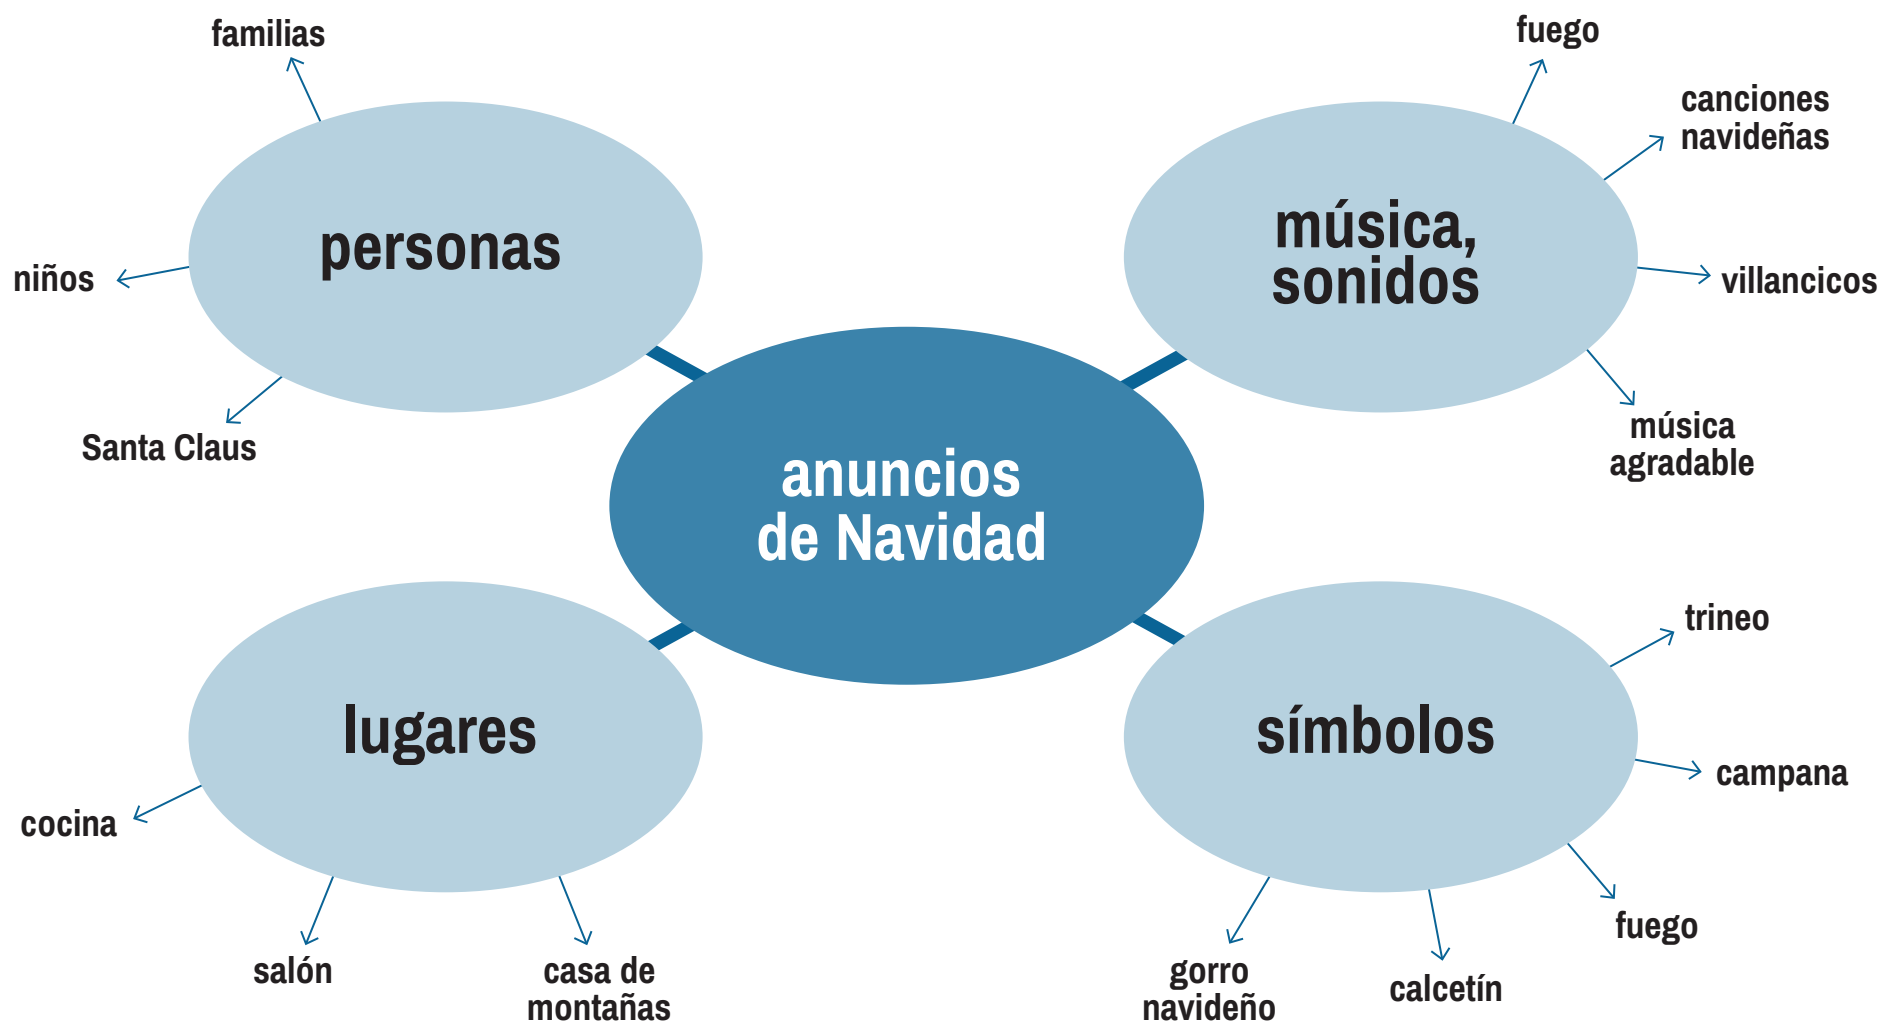 familias
personas
niños
Santa Claus
fuego
canciones
navideñas
música,
sonidos
villancicos
música
agradable
anuncios
de Navidad
lugares
cocina
salón
casa de
montañas
símbolos
trineo
campana
fuego
calcetín
gorro
navideño